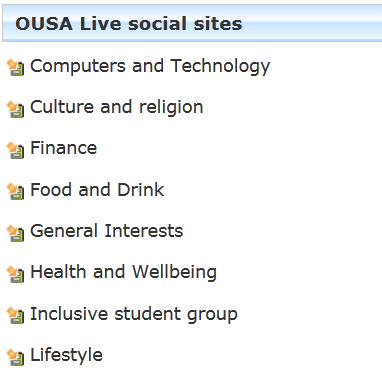 OUSA Live social sites
Computers and Technology
Culture and religion
Finance
Food and Drink
General Interests
Health and Wellbeing
Inclusive student group
Lifestyle